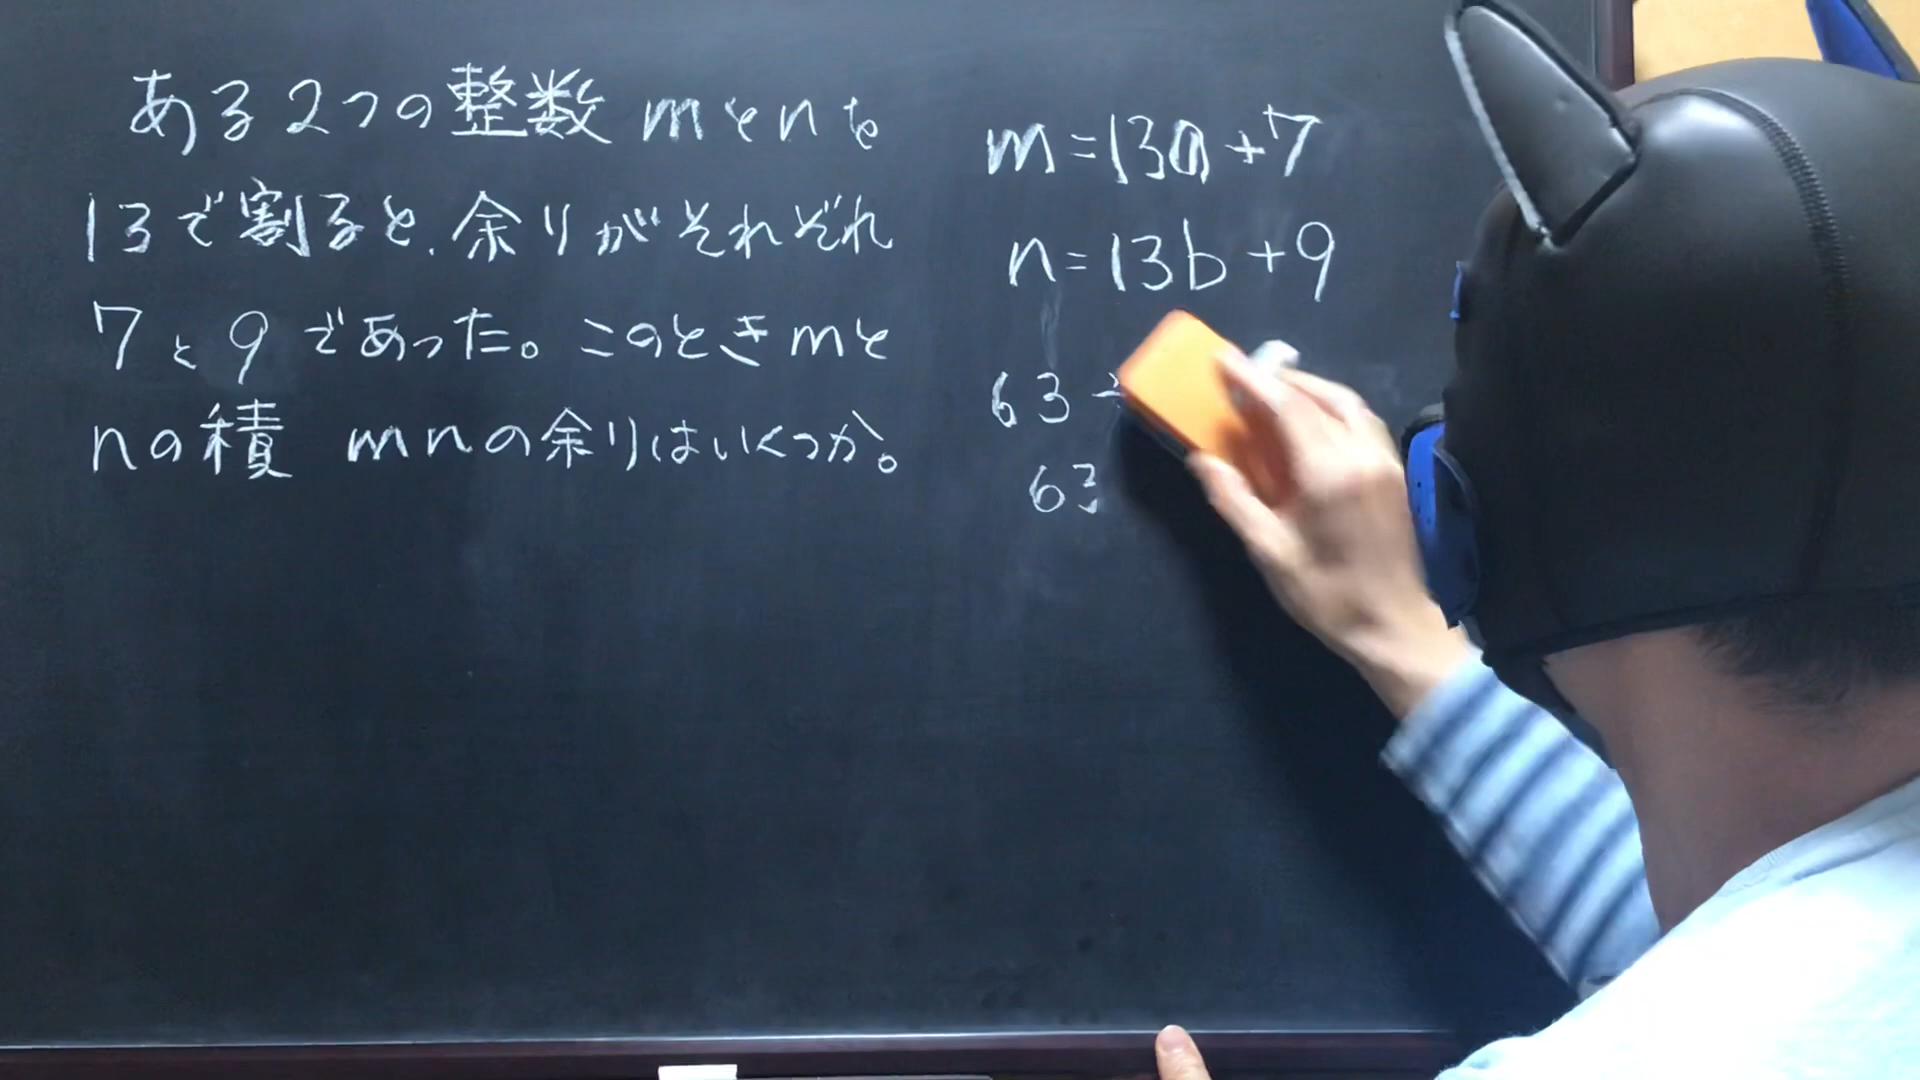 ある2つの整数 mとnを
13で割ると、余りがそれぞれ
7と9であった。このときmと
nの積 mnの余りはいくつか。
m=13a+7
n=13b+9
63÷
63